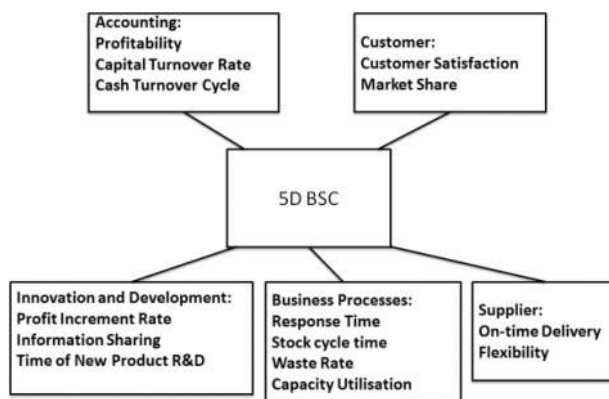 Accounting:
Profitability
Capital Turnover Rate
Cash Turnover Cycle
Customer:
Customer Satisfaction
Market Share
5D BSC
Innovation and Development:
Profit Increment Rate
Information Sharing
Time of New Product R&D
Business Processes:
Response Time
Stock cycle time
Waste Rate
Capacity Utilisation
Supplier:
On-time Delivery
Flexibility